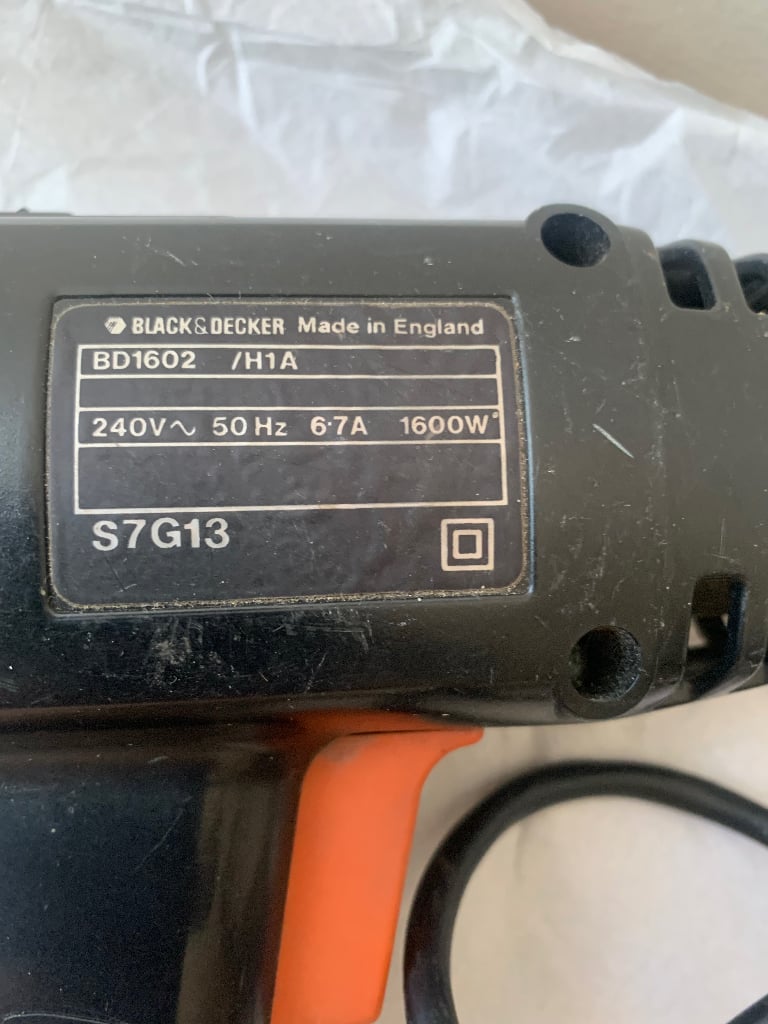 BLACK&DECKER Made in England
BD1602 /H1A
240V∿ 50 Hz 6·7A 1600W
S7G13